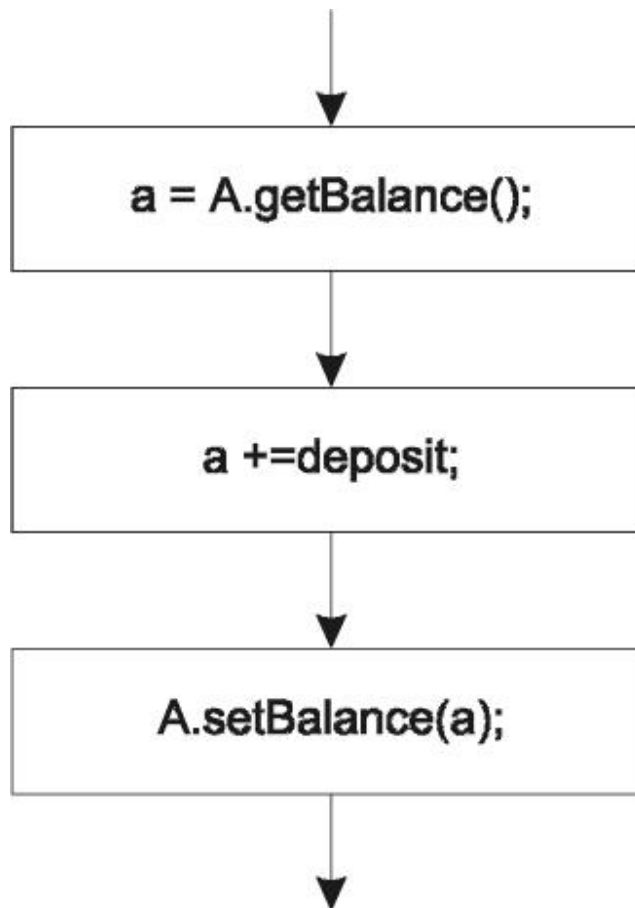 a = A.getBalance();
a +=deposit;
A.setBalance(a);